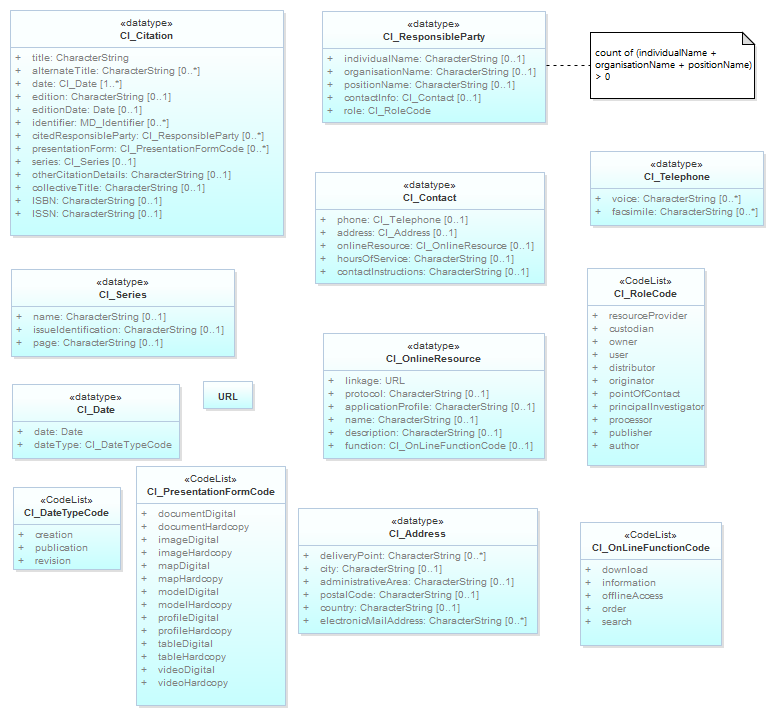 «datatype»
CI_Citation
+ title: CharacterString
+ alternateTitle: CharacterString [0..*]
+ date: CI_Date [1..*]
+ edition: CharacterString [0..1]
+ editionDate: Date [0..1]
+ identifier: MD_Identifier [0..*]
+ citedResponsibleParty: CI_ResponsibleParty [0..*]
+ presentationForm: CI_PresentationFormCode [0..*]
+ series: CI_Series [0..1]
+ otherCitationDetails: CharacterString [0..1]
+ collectiveTitle: CharacterString [0..1]
+ ISBN: CharacterString [0..1]
+ ISSN: CharacterString [0..1]
«datatype»
CI_ResponsibleParty
+ individualName: CharacterString [0..1]
+ organisationName: CharacterString [0..1]
+ positionName: CharacterString [0..1]
+ contactInfo: CI_Contact [0..1]
+ role: CI_RoleCode
count of (individualName +
organisationName + positionName)
> 0
«datatype»
CI_Telephone
+ voice: CharacterString [0..*]
+ facsimile: CharacterString [0..*]
«datatype»
CI_Contact
+ phone: CI_Telephone [0..1]
+ address: CI_Address [0..1]
+ onlineResource: CI_OnlineResource [0..1]
+ hoursOfService: CharacterString [0..1]
+ contactInstructions: CharacterString [0..1]
«datatype»
CI_Series
+ name: CharacterString [0..1]
+ issueIdentification: CharacterString [0..1]
+ page: CharacterString [0..1]
«CodeList»
CI_RoleCode
+ resourceProvider
+ custodian
+ owner
+ user
+ distributor
+ originator
+ pointOfContact
+ principalInvestigator
+ processor
+ publisher
+ author
«datatype»
CI_OnlineResource
+ linkage: URL
+ protocol: CharacterString [0..1]
+ applicationProfile: CharacterString [0..1]
+ name: CharacterString [0..1]
+ description: CharacterString [0..1]
+ function: CI_OnLineFunctionCode [0..1]
«datatype»
CI_Date
+ date: Date
+ dateType: CI_DateTypeCode
URL
«CodeList»
CI_DateTypeCode
+ creation
+ publication
+ revision
«CodeList»
CI_PresentationFormCode
+ documentDigital
+ documentHardcopy
+ imageDigital
+ imageHardcopy
+ mapDigital
+ mapHardcopy
+ modelDigital
+ modelHardcopy
+ profileDigital
+ profileHardcopy
+ tableDigital
+ tableHardcopy
+ videoDigital
+ videoHardcopy
«datatype»
CI_Address
+ deliveryPoint: CharacterString [0..*]
+ city: CharacterString [0..1]
+ administrativeArea: CharacterString [0..1]
+ postalCode: CharacterString [0..1]
+ country: CharacterString [0..1]
+ electronicMailAddress: CharacterString [0..*]
«CodeList»
CI_OnLineFunctionCode
+ download
+ information
+ offlineAccess
+ order
+ search